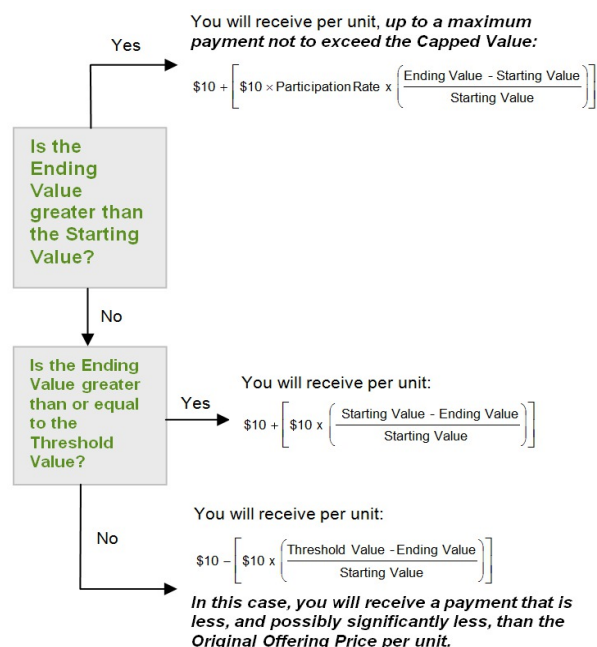 You will receive per unit, up to a maximum
payment not to exceed the Capped Value:
Yes
$10 + [ $10 × Participation Rate x ( Ending Value - Starting Value / Starting Value ) ]
Is the
Ending
Value
greater than
the Starting
Value?
No
Is the Ending
Value greater
than or equal
to the
Threshold
Value?
Yes
You will receive per unit:
$10 + [ $10 x ( Starting Value - Ending Value / Starting Value ) ]
No
You will receive per unit:
$10 – [ $10 x ( Threshold Value - Ending Value / Starting Value ) ]
In this case, you will receive a payment that is
less, and possibly significantly less, than the
Original Offering Price per unit.